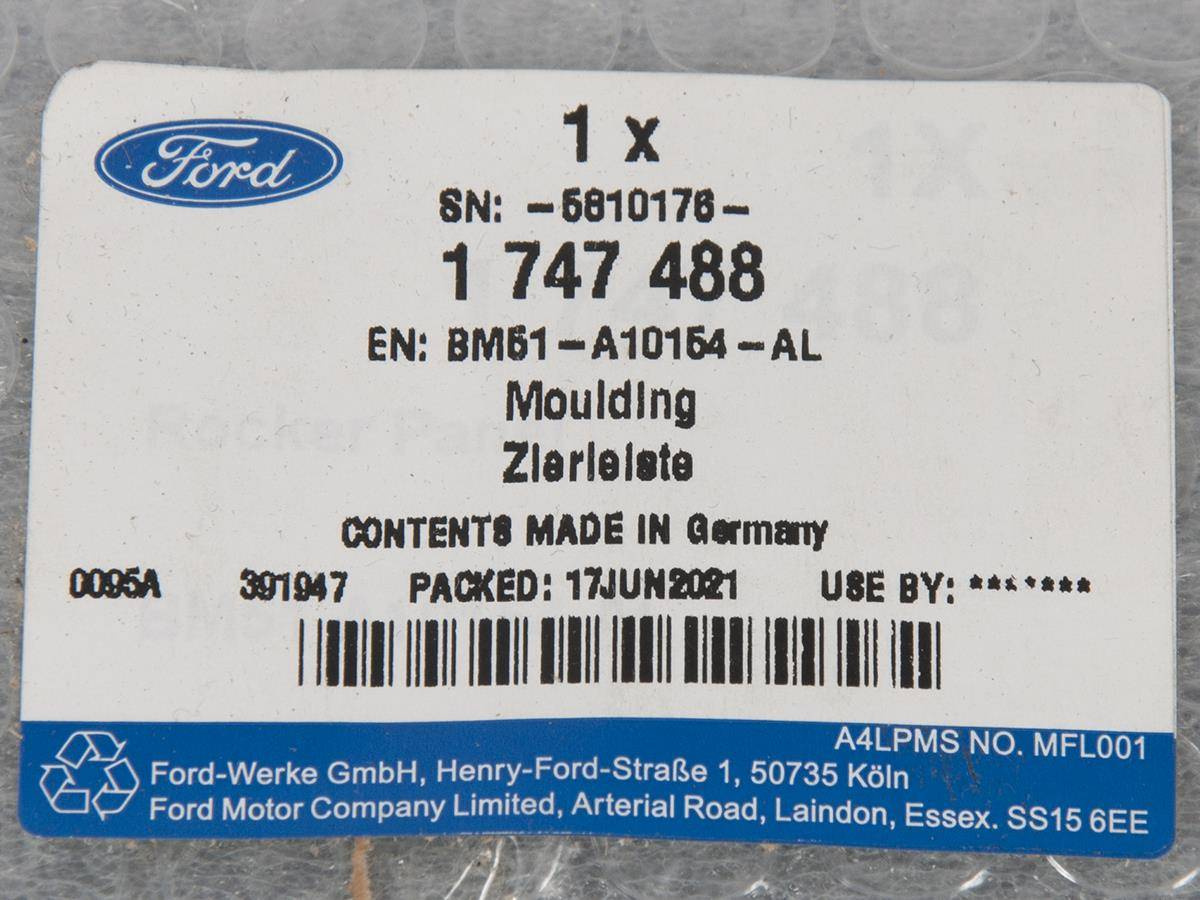 Ford
1 x
SN: -5810176-
1 747 488
EN: BM51-A10154-AL
Moulding
Zierleiste
CONTENTS MADE IN Germany
0095A 391947 PACKED: 17JUN2021 USE BY: *******
A4LPMS NO. MFL001
Ford-Werke GmbH, Henry-Ford-Straße 1, 50735 Köln
Ford Motor Company Limited, Arterial Road, Laindon, Essex. SS15 6EE